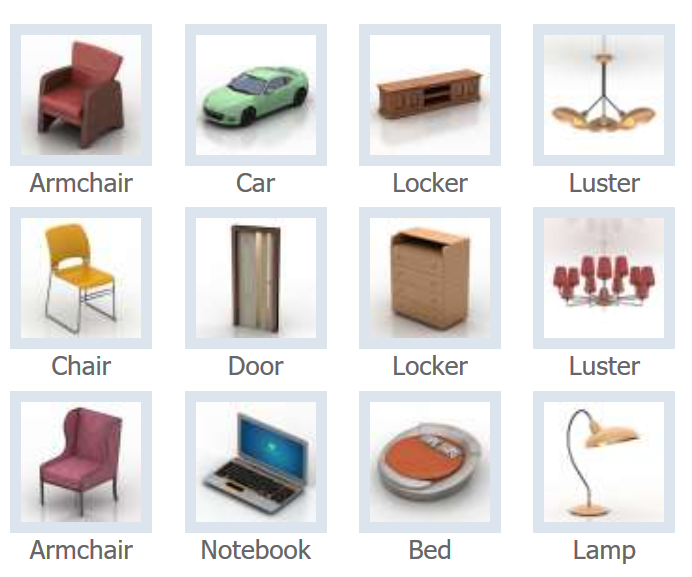 Armchair Car Locker Luster
Chair Door Locker Luster
Armchair Notebook Bed Lamp